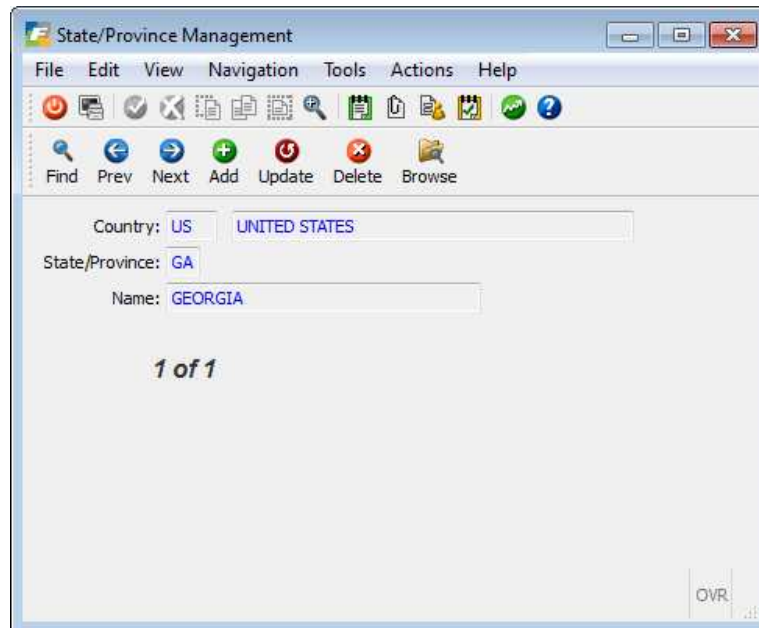 State/Province Management
File Edit View Navigation Tools Actions Help
Find Prev Next Add Update Delete Browse
Country: US UNITED STATES
State/Province: GA
Name: GEORGIA
1 of 1
OVR